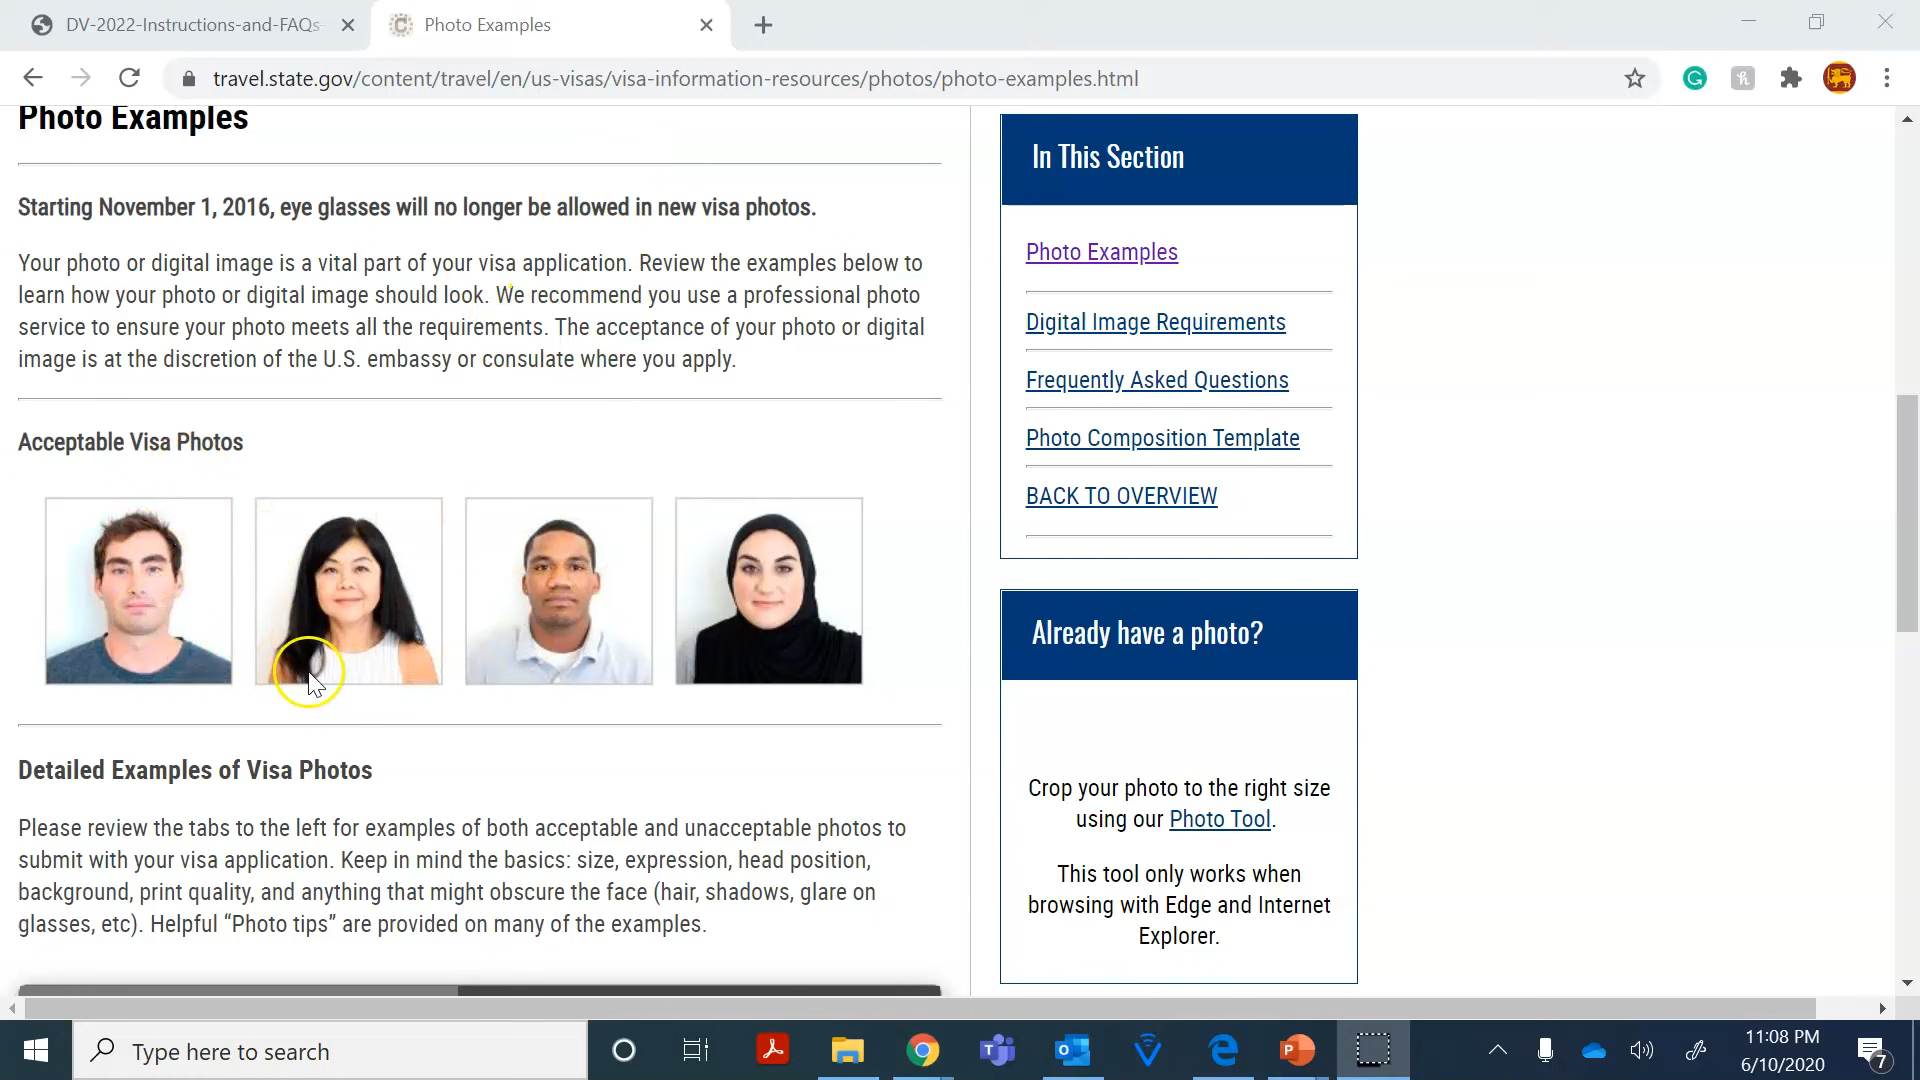 DV-2022-Instructions-and-FAQs
Photo Examples
travel.state.gov/content/travel/en/us-visas/visa-information-resources/photos/photo-examples.html
Photo Examples
Starting November 1, 2016, eye glasses will no longer be allowed in new visa photos.
Your photo or digital image is a vital part of your visa application. Review the examples below to
learn how your photo or digital image should look. We recommend you use a professional photo
service to ensure your photo meets all the requirements. The acceptance of your photo or digital
image is at the discretion of the U.S. embassy or consulate where you apply.
Acceptable Visa Photos
Detailed Examples of Visa Photos
Please review the tabs to the left for examples of both acceptable and unacceptable photos to
submit with your visa application. Keep in mind the basics: size, expression, head position,
background, print quality, and anything that might obscure the face (hair, shadows, glare on
glasses, etc). Helpful “Photo tips” are provided on many of the examples.
In This Section
Photo Examples
Digital Image Requirements
Frequently Asked Questions
Photo Composition Template
BACK TO OVERVIEW
Already have a photo?
Crop your photo to the right size
using our Photo Tool.
This tool only works when
browsing with Edge and Internet
Explorer.
Type here to search
11:08 PM
6/10/2020
7